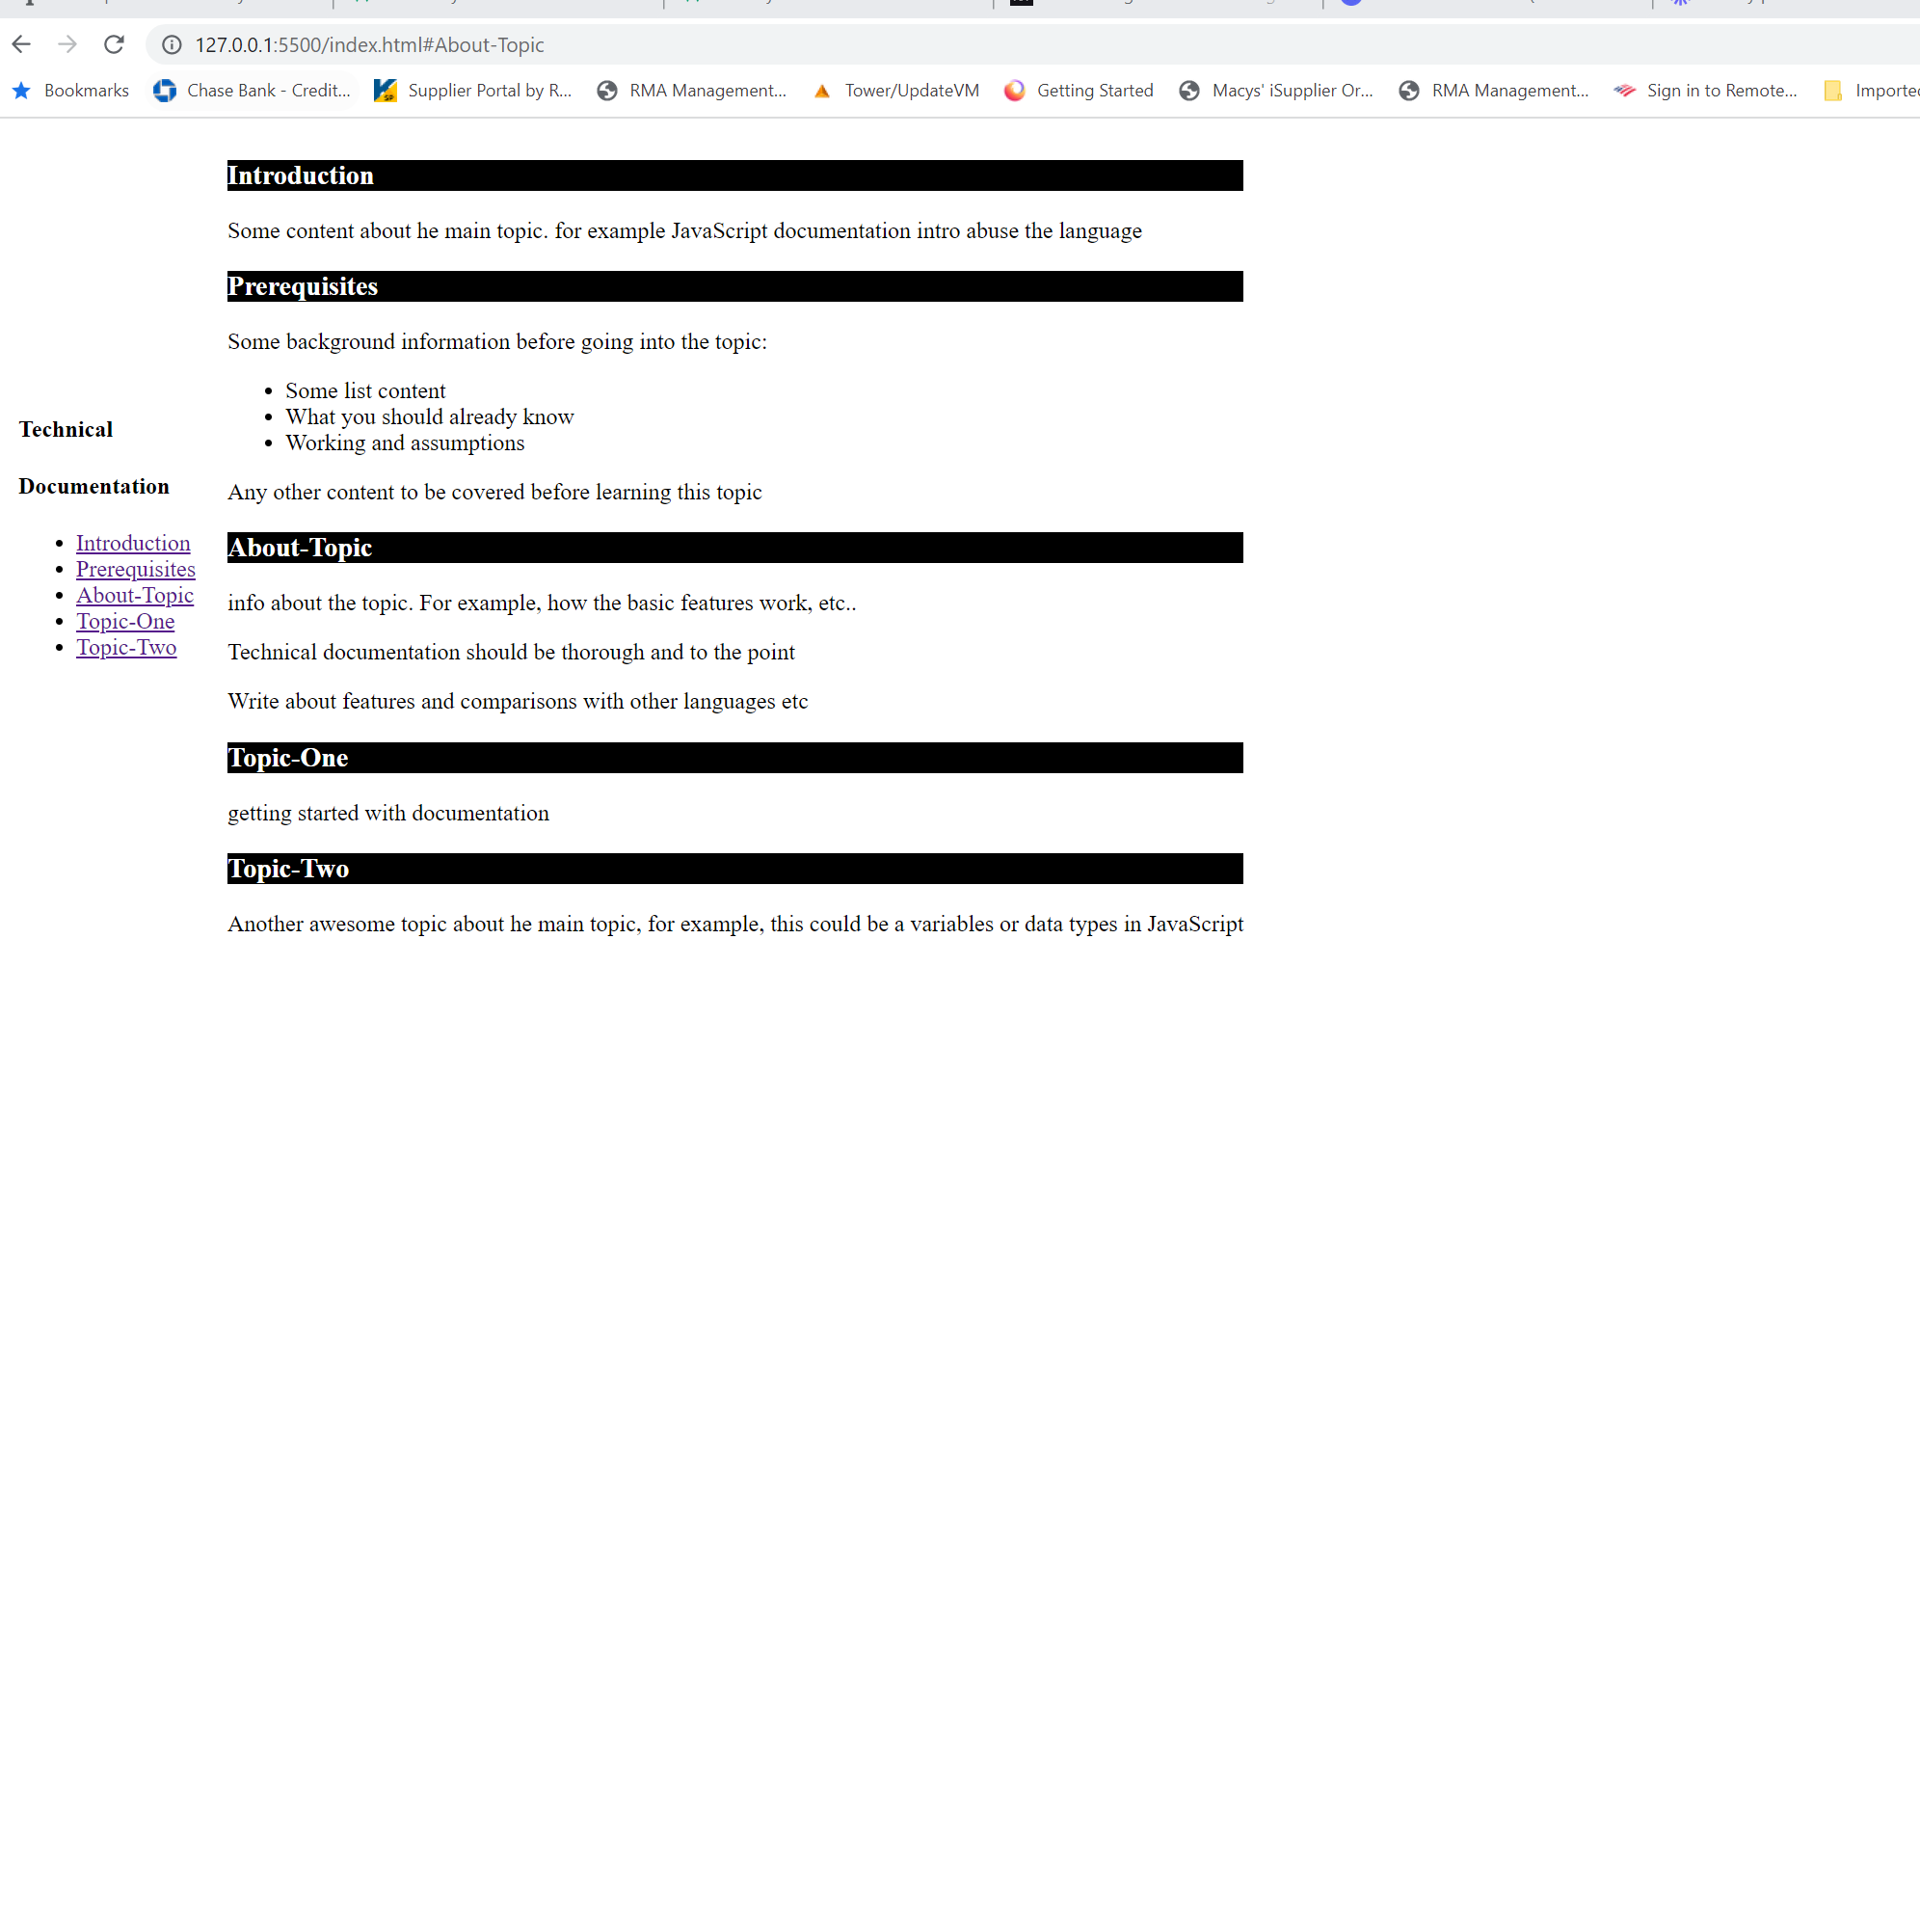 127.0.0.1:5500/index.html#About-Topic
Bookmarks Chase Bank - Credit... Supplier Portal by R... RMA Management... Tower/UpdateVM Getting Started Macys' iSupplier Or... RMA Management... Sign in to Remote... Imported
Technical
Documentation
Introduction
Prerequisites
About-Topic
Topic-One
Topic-Two
Introduction
Some content about he main topic. for example JavaScript documentation intro abuse the language
Prerequisites
Some background information before going into the topic:
Some list content
What you should already know
Working and assumptions
Any other content to be covered before learning this topic
About-Topic
info about the topic. For example, how the basic features work, etc..
Technical documentation should be thorough and to the point
Write about features and comparisons with other languages etc
Topic-One
getting started with documentation
Topic-Two
Another awesome topic about he main topic, for example, this could be a variables or data types in JavaScript